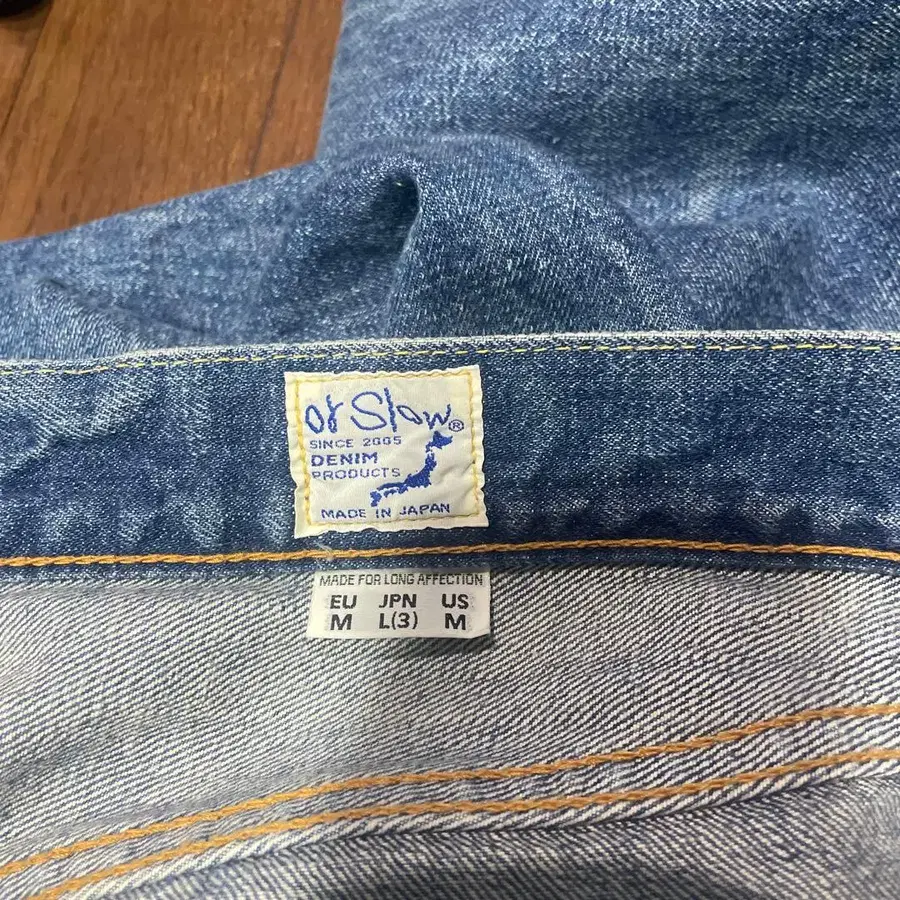 or Slow®
SINCE 2005
DENIM
PRODUCTS
MADE IN JAPAN
MADE FOR LONG AFFECTION
EU JPN US
M L(3) M